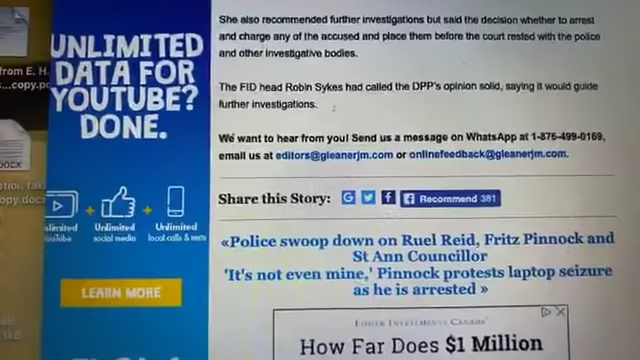 She also recommended further investigations but said the decision whether to arrest
and charge any of the accused and place them before the court rested with the police
and other investigative bodies.
The FID head Robin Sykes had called the DPP's opinion solid, saying it would guide
further investigations.
We want to hear from you! Send us a message on WhatsApp at 1-876-499-0169,
email us at editors@gleanerjm.com or onlinefeedback@gleanerjm.com.
Share this Story:
Recommend 381
«Police swoop down on Ruel Reid, Fritz Pinnock and
St Ann Councillor
'It's not even mine,' Pinnock protests laptop seizure
as he is arrested »
How Far Does $1 Million
UNLIMITED
DATA FOR
YOUTUBE?
DONE.
Unlimited
social media
Unlimited
local calls & texts
LEARN MORE
from E. H.
...copy.pc
DOCX